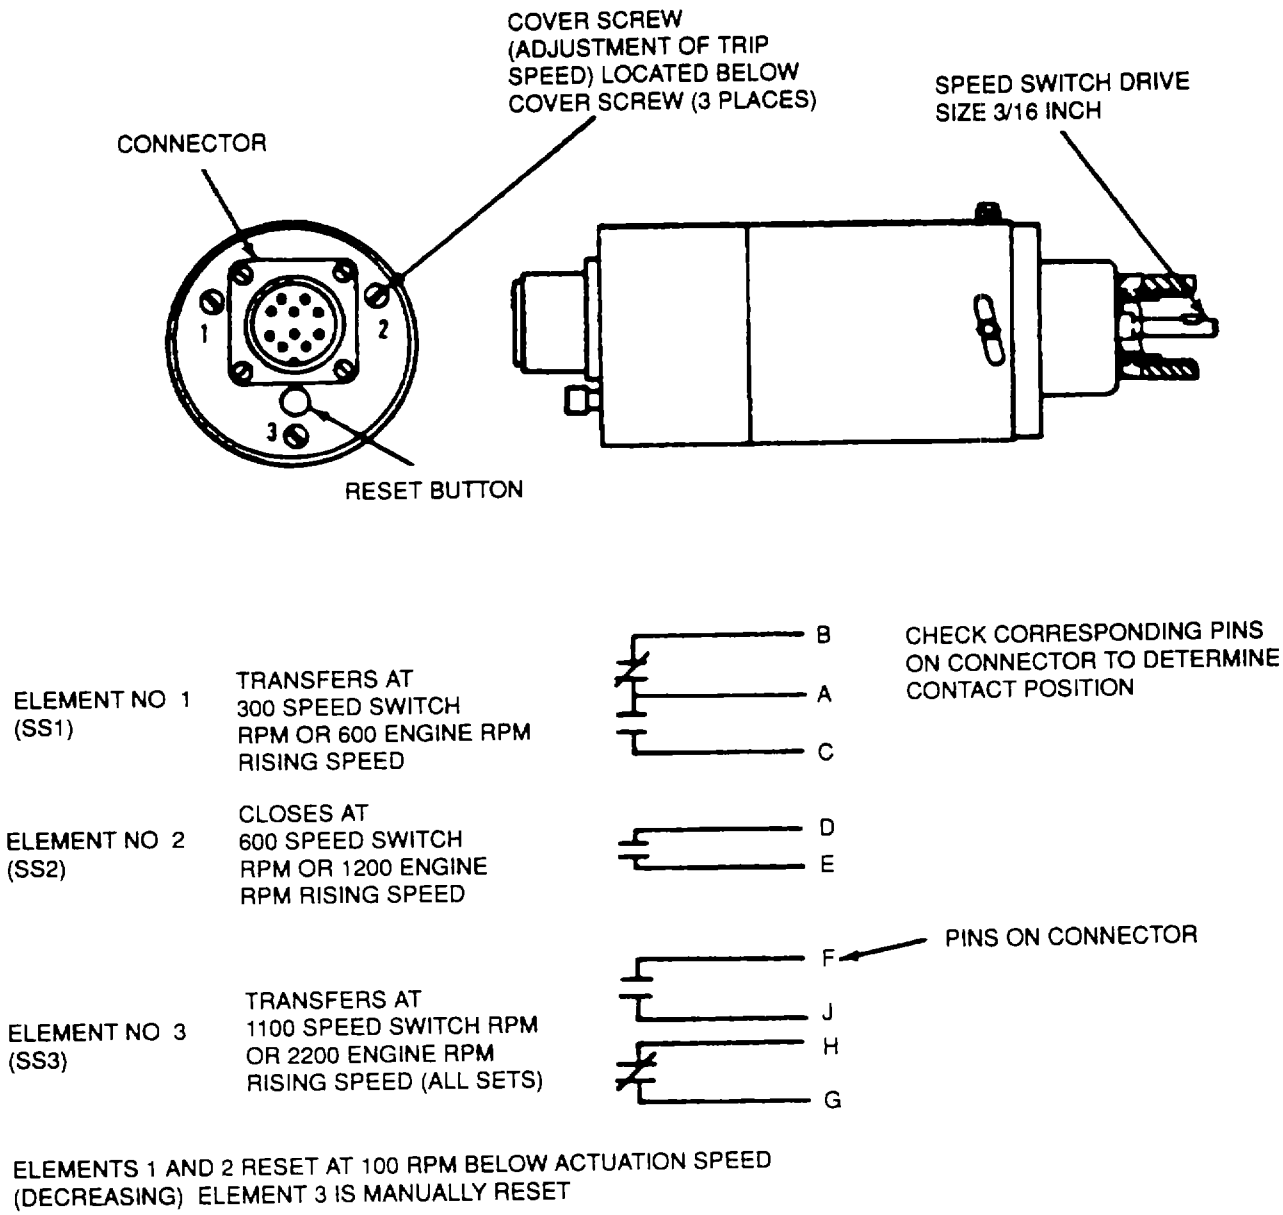 COVER SCREW
(ADJUSTMENT OF TRIP
SPEED) LOCATED BELOW
COVER SCREW (3 PLACES)
SPEED SWITCH DRIVE
SIZE 3/16 INCH
CONNECTOR
1
2
3
RESET BUTTON
ELEMENT NO 1
(SS1)
TRANSFERS AT
300 SPEED SWITCH
RPM OR 600 ENGINE RPM
RISING SPEED
B
A
C
CHECK CORRESPONDING PINS
ON CONNECTOR TO DETERMINE
CONTACT POSITION
ELEMENT NO 2
(SS2)
CLOSES AT
600 SPEED SWITCH
RPM OR 1200 ENGINE
RPM RISING SPEED
D
E
ELEMENT NO 3
(SS3)
TRANSFERS AT
1100 SPEED SWITCH RPM
OR 2200 ENGINE RPM
RISING SPEED (ALL SETS)
F
J
H
G
PINS ON CONNECTOR
ELEMENTS 1 AND 2 RESET AT 100 RPM BELOW ACTUATION SPEED
(DECREASING) ELEMENT 3 IS MANUALLY RESET